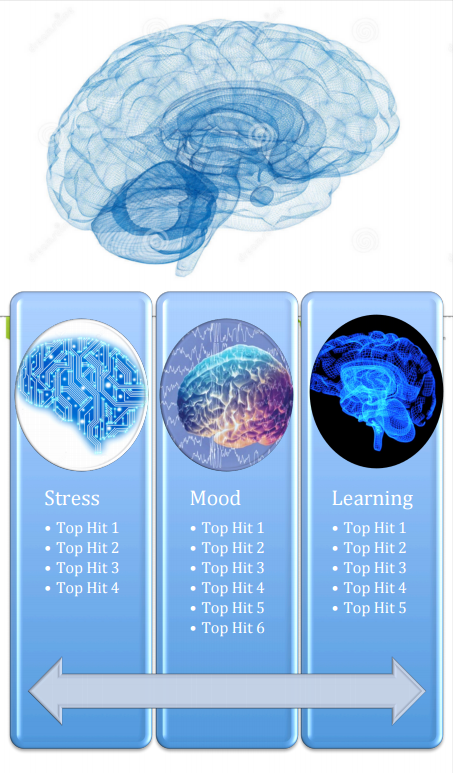 Stress
• Top Hit 1
• Top Hit 2
• Top Hit 3
• Top Hit 4
Mood
• Top Hit 1
• Top Hit 2
• Top Hit 3
• Top Hit 4
• Top Hit 5
• Top Hit 6
Learning
• Top Hit 1
• Top Hit 2
• Top Hit 3
• Top Hit 4
• Top Hit 5